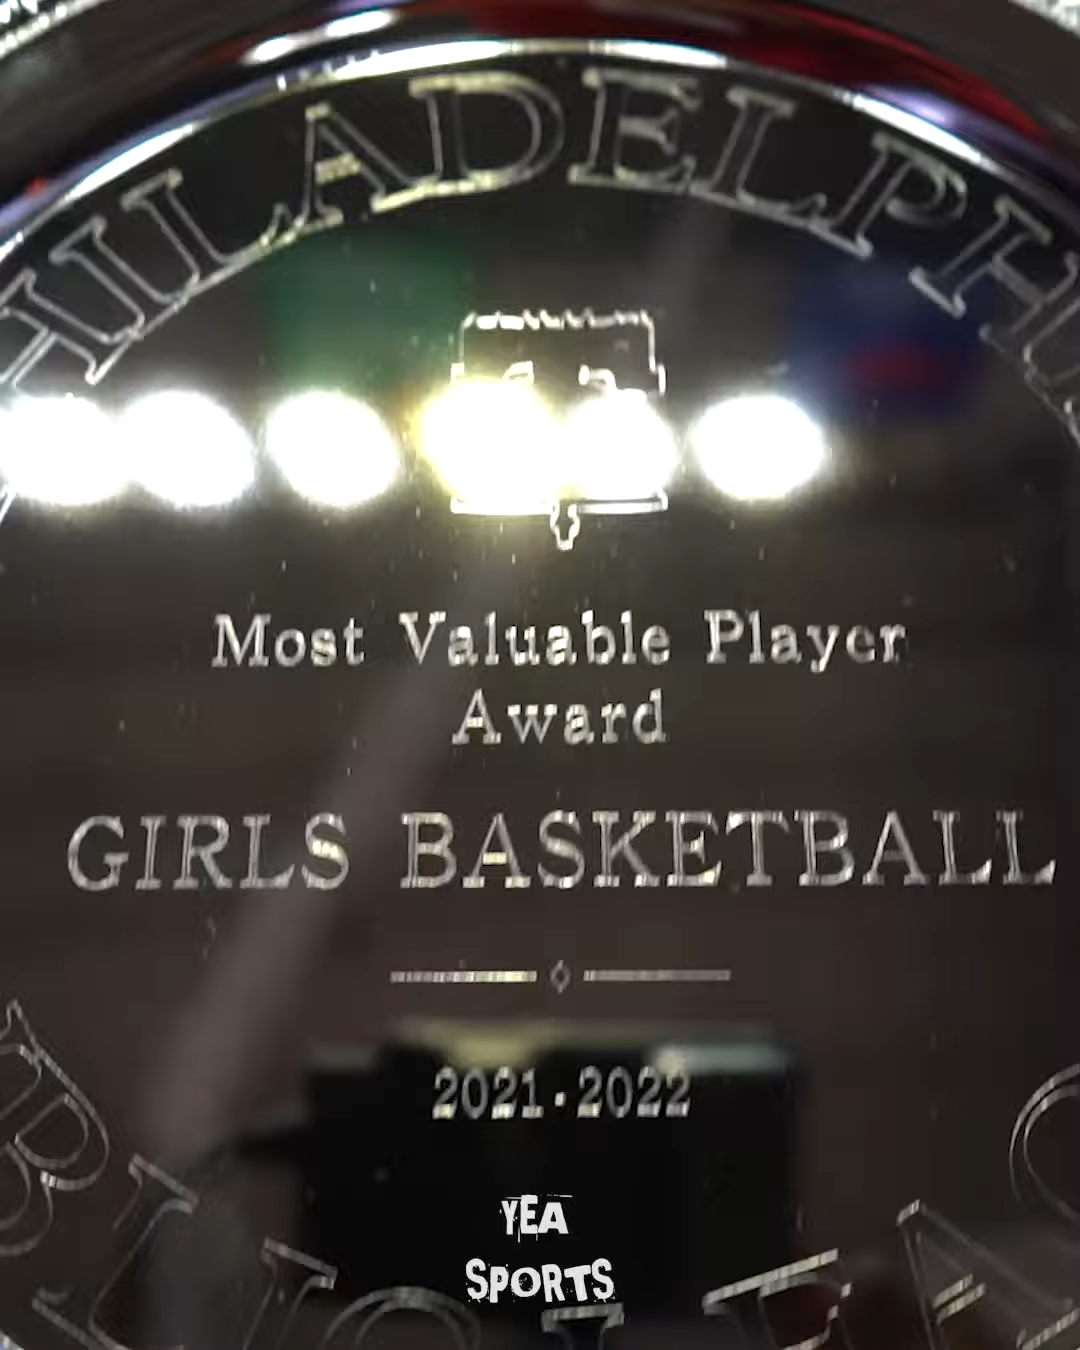 HILADELPHI
Most Valuable Player
Award
GIRLS BASKETBALL
2021·2022
YEA
SPORTS